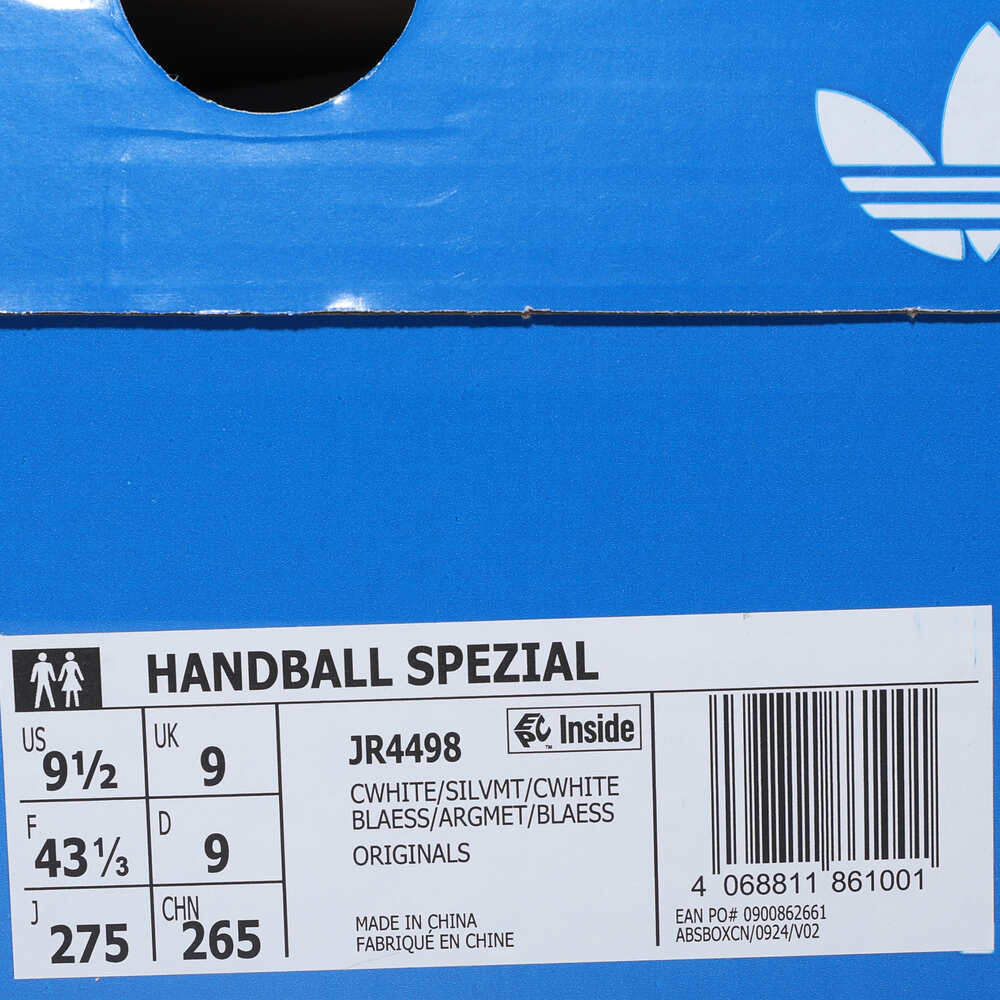 HANDBALL SPEZIAL
US
9½
UK
9
F
43⅓
D
9
J
275
CHN
265
JR4498
EPC™ Inside
CWHITE/SILVMT/CWHITE
BLAESS/ARGMET/BLAESS
ORIGINALS
MADE IN CHINA
FABRIQUÉ EN CHINE
4 068811 861001
EAN PO# 0900862661
ABSBOXCN/0924/V02